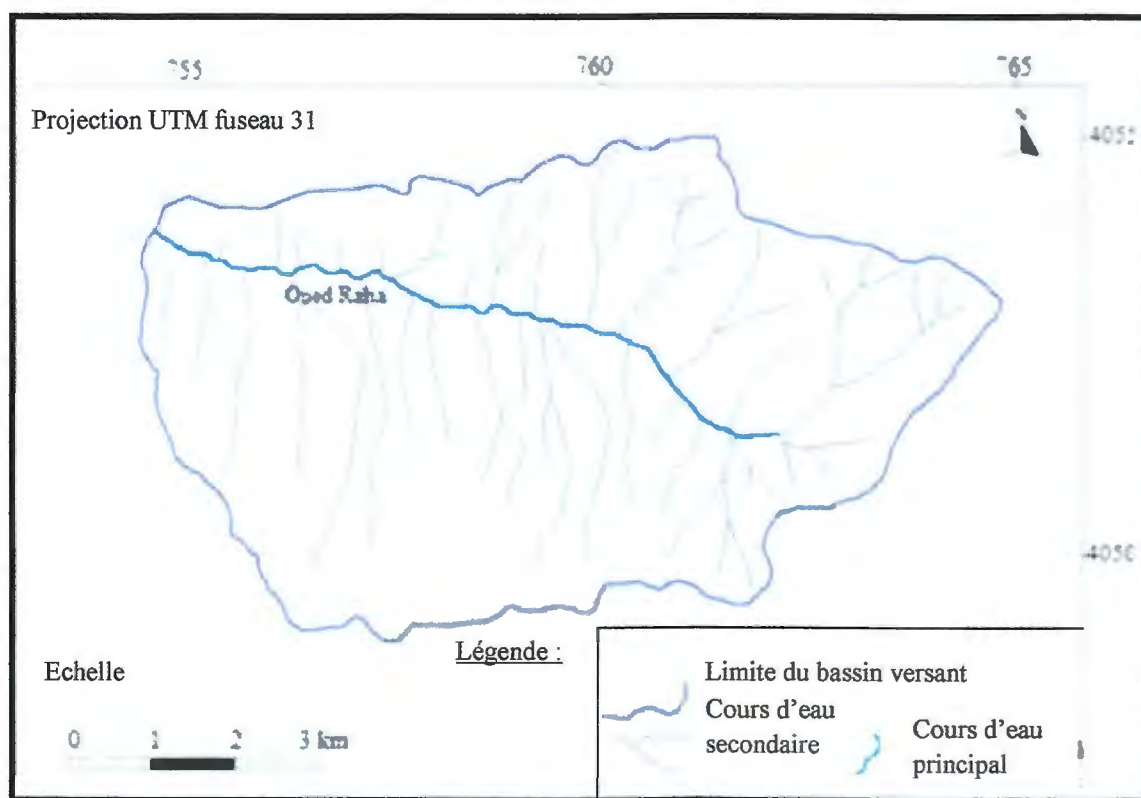 755 760 765
Projection UTM fuseau 31
4055
Oued Raha
4050
Légende :
Echelle
0 1 2 3 km
Limite du bassin versant
Cours d'eau
secondaire
Cours d'eau
principal